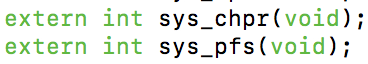 extern int sys_chpr(void);
extern int sys_pfs(void);